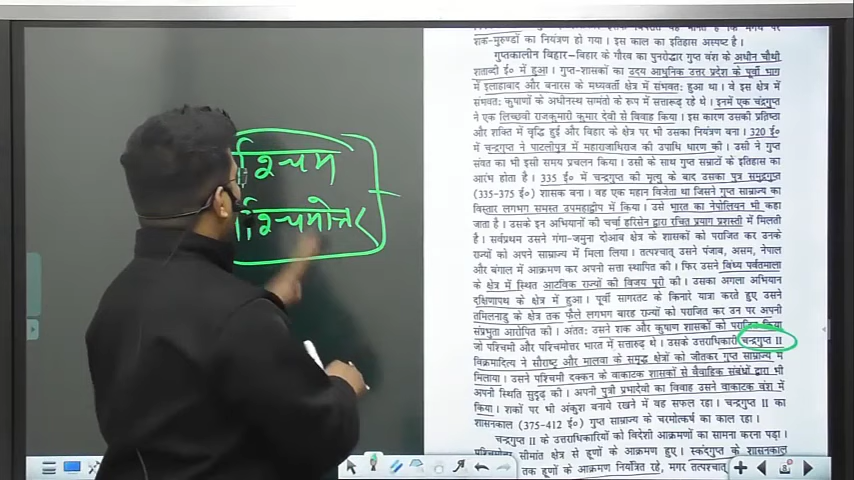 श्चिम
श्चिमोत्तर
शक-मुरुण्डों का नियंत्रण हो गया । इस काल का इतिहास अस्पष्ट है ।
गुप्तकालीन बिहार–बिहार के गौरव का पुनरोद्धार गुप्त वंश के अधीन चौथी
शताब्दी ई० में हुआ । गुप्त-शासकों का उदय आधुनिक उत्तर प्रदेश के पूर्वी भाग
में इलाहाबाद और बनारस के मध्यवर्ती क्षेत्र में संभवतः हुआ था । वे इस क्षेत्र में
संभवतः कुषाणों के अधीनस्थ सामंतो के रूप में सत्तारूढ़ रहे थे । इनमें एक चंद्रगुप्त
ने एक लिच्छवी राजकुमारी कुमार देवी से विवाह किया । इस कारण उसकी प्रतिष्ठा
और शक्ति में वृद्धि हुई और बिहार के क्षेत्र पर भी उसका नियंत्रण बना । 320 ई०
में चन्द्रगुप्त ने पाटलीपुत्र में महाराजाधिराज की उपाधि धारण की । उसी ने गुप्त
संवत का भी इसी समय प्रचलन किया । उसी के साथ गुप्त सम्राटों के इतिहास का
आरंभ होता है । 335 ई० में चन्द्रगुप्त की मृत्यु के बाद उसका पुत्र समुद्रगुप्त
(335-375 ई०) शासक बना । वह एक महान विजेता था जिसने गुप्त साम्राज्य का
विस्तार लगभग समस्त उपमहाद्वीप में किया । उसे भारत का नेपोलियन भी कहा
जाता है । उसके इन अभियानों की चर्चा हरिसेन द्वारा रचित प्रयाग प्रशस्ती में मिलती
है । सर्वप्रथम उसने गंगा-जमुना दोआब क्षेत्र के शासकों को पराजित कर उनके
राज्यों को अपने साम्राज्य में मिला लिया । तत्पश्चात् उसने पंजाब, असम, नेपाल
और बंगाल में आक्रमण कर अपनी सत्ता स्थापित की । फिर उसने बिंध्य पर्वतमाला
के क्षेत्र में स्थित आटविक राज्यों की विजय पूरी की । उसका अगला अभियान
दक्षिणापथ के क्षेत्र में हुआ । पूर्वी सागरतट के किनारे यात्रा करते हुए उसने
तमिलनाडु के क्षेत्र तक फैले लगभग बारह राज्यों को पराजित कर उन पर अपनी
संप्रभुता आरोपित की । अंततः उसने शक और कुषाण शासकों को पराजित किया
जो पश्चिमी और पश्चिमोत्तर भारत में सत्तारूढ़ थे । उसके उत्तराधिकारी चन्द्रगुप्त II
विक्रमादित्य ने सौराष्ट्र और मालवा के समृद्ध क्षेत्रों को जीतकर गुप्त साम्राज्य में
मिलाया । उसने पश्चिमी दक्कन के वाकाटक शासकों से वैवाहिक संबंधों द्वारा भी
अपनी स्थिति सुदृढ़ की । अपनी पुत्री प्रभादेवी का विवाह उसने वाकाटक वंश में
किया । शकों पर भी अंकुश बनाये रखने में वह सफल रहा । चन्द्रगुप्त II का
शासनकाल (375-412 ई०) गुप्त साम्राज्य के चरमोत्कर्ष का काल रहा ।
चन्द्रगुप्त II के उत्तराधिकारियों को विदेशी आक्रमणों का सामना करना पड़ा ।
पश्चिमोत्तर सीमांत क्षेत्र से हूणों के आक्रमण हुए । स्कंदगुप्त के शासनकाल
तक हूणों के आक्रमण नियंत्रित रहे, मगर तत्पश्चात्